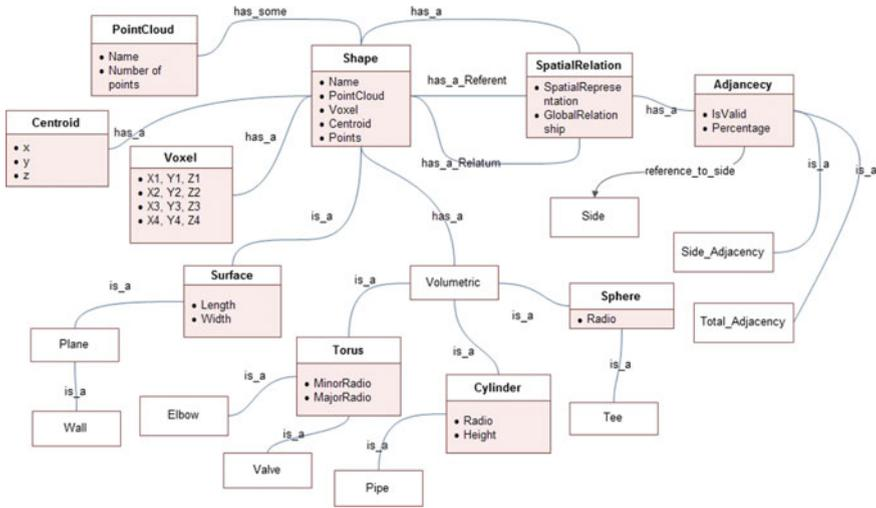 has_some
has_a
PointCloud
• Name
• Number of
points
Shape
• Name
• PointCloud
• Voxel
• Centroid
• Points
has_a_Referent
SpatialRelation
• SpatialReprese
ntation
• GlobalRelation
ship
has_a
Adjancecy
• IsValid
• Percentage
Centroid
• x
• y
• z
has_a
has_a
Voxel
• X1, Y1, Z1
• X2, Y2, Z2
• X3, Y3, Z3
• X4, Y4, Z4
has_a_Relatum
reference_to_side
is_a
is_a
Side
is_a
has_a
Side_Adjacency
Surface
• Length
• Width
is_a
Volumetric
is_a
is_a
Sphere
• Radio
Total_Adjacency
Plane
is_a
Torus
• MinorRadio
• MajorRadio
is_a
is_a
is_a
Cylinder
• Radio
• Height
Wall
Elbow
is_a
Tee
is_a
Valve
Pipe